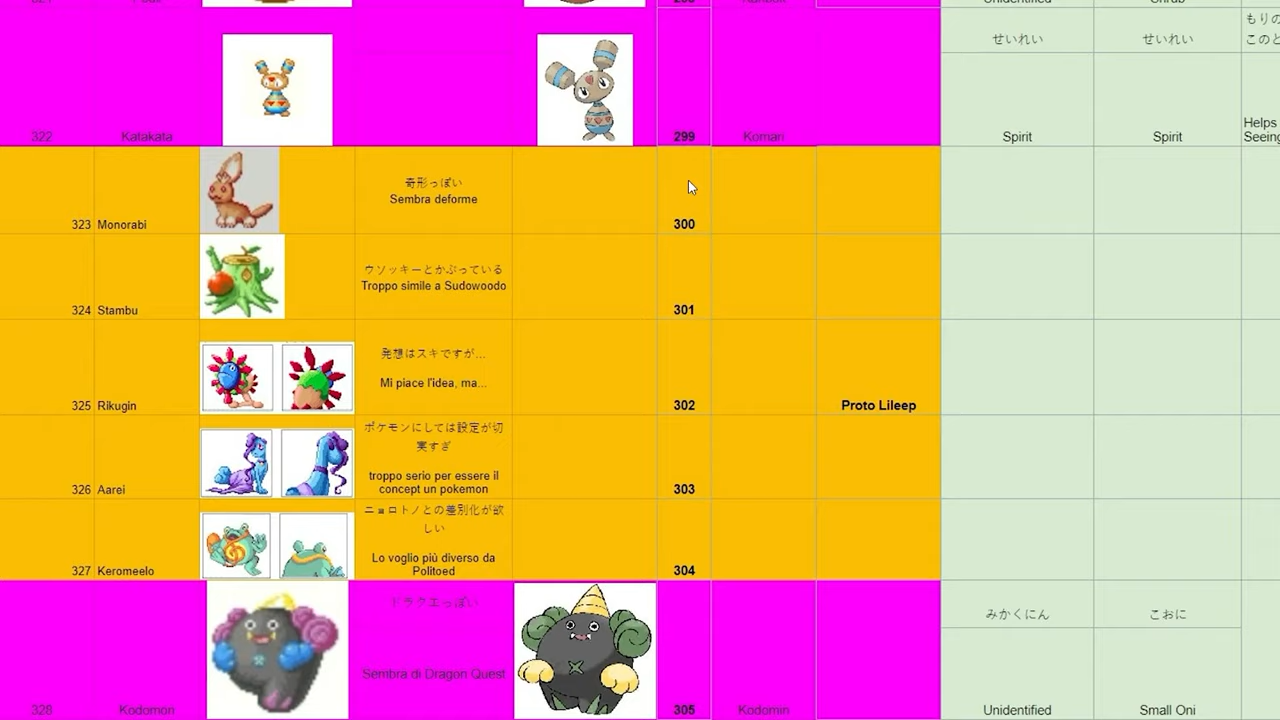 せいれい
せいれい
もりの
このと
322
Katakata
299
Komari
Spirit
Spirit
Helps
Seeing
奇形っぽい
Sembra deforme
323
Monorabi
300
ウソッキーとかぶっている
Troppo simile a Sudowoodo
324
Stambu
301
発想はスキですが...
Mi piace l'idea, ma...
325
Rikugin
302
Proto Lileep
ポケモンにしては設定が切
実すぎ
troppo serio per essere il
concept un pokemon
326
Aarei
303
ニョロトノとの差別化が欲
しい
Lo voglio più diverso da
Politoed
327
Keromeelo
304
ドラクエっぽい
みかくにん
こおに
Sembra di Dragon Quest
328
Kodomon
305
Kodomin
Unidentified
Small Oni